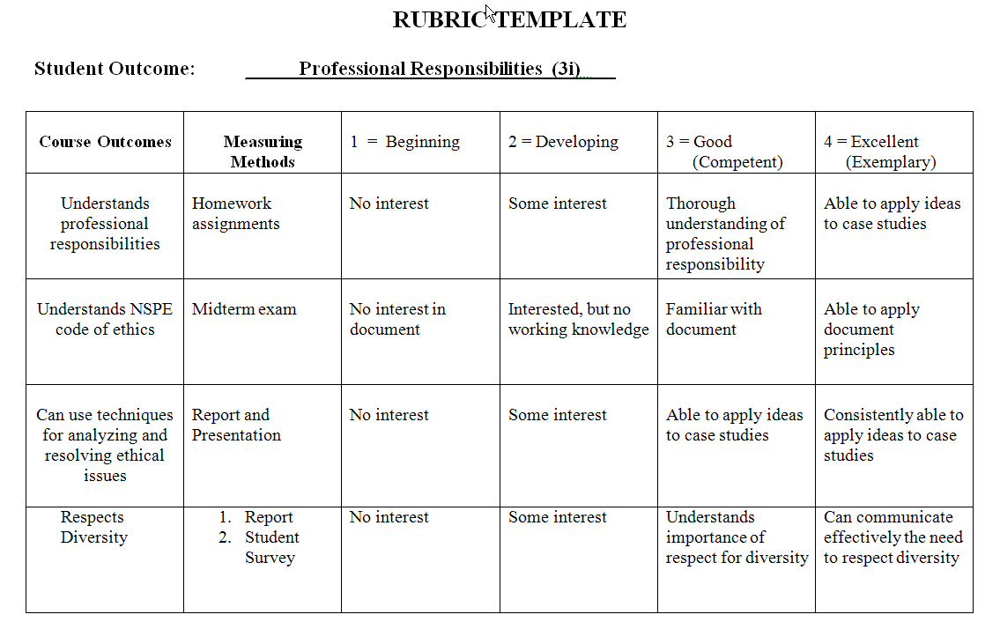 RUBRIC TEMPLATE
Student Outcome: Professional Responsibilities (3i)
Course Outcomes
Measuring
Methods
1 = Beginning
2 = Developing
3 = Good
(Competent)
4 = Excellent
(Exemplary)
Understands
professional
responsibilities
Homework
assignments
No interest
Some interest
Thorough
understanding of
professional
responsibility
Able to apply ideas
to case studies
Understands NSPE
code of ethics
Midterm exam
No interest in
document
Interested, but no
working knowledge
Familiar with
document
Able to apply
document
principles
Can use techniques
for analyzing and
resolving ethical
issues
Report and
Presentation
No interest
Some interest
Able to apply ideas
to case studies
Consistently able to
apply ideas to case
studies
Respects
Diversity
1. Report
2. Student
Survey
No interest
Some interest
Understands
importance of
respect for diversity
Can communicate
effectively the need
to respect diversity